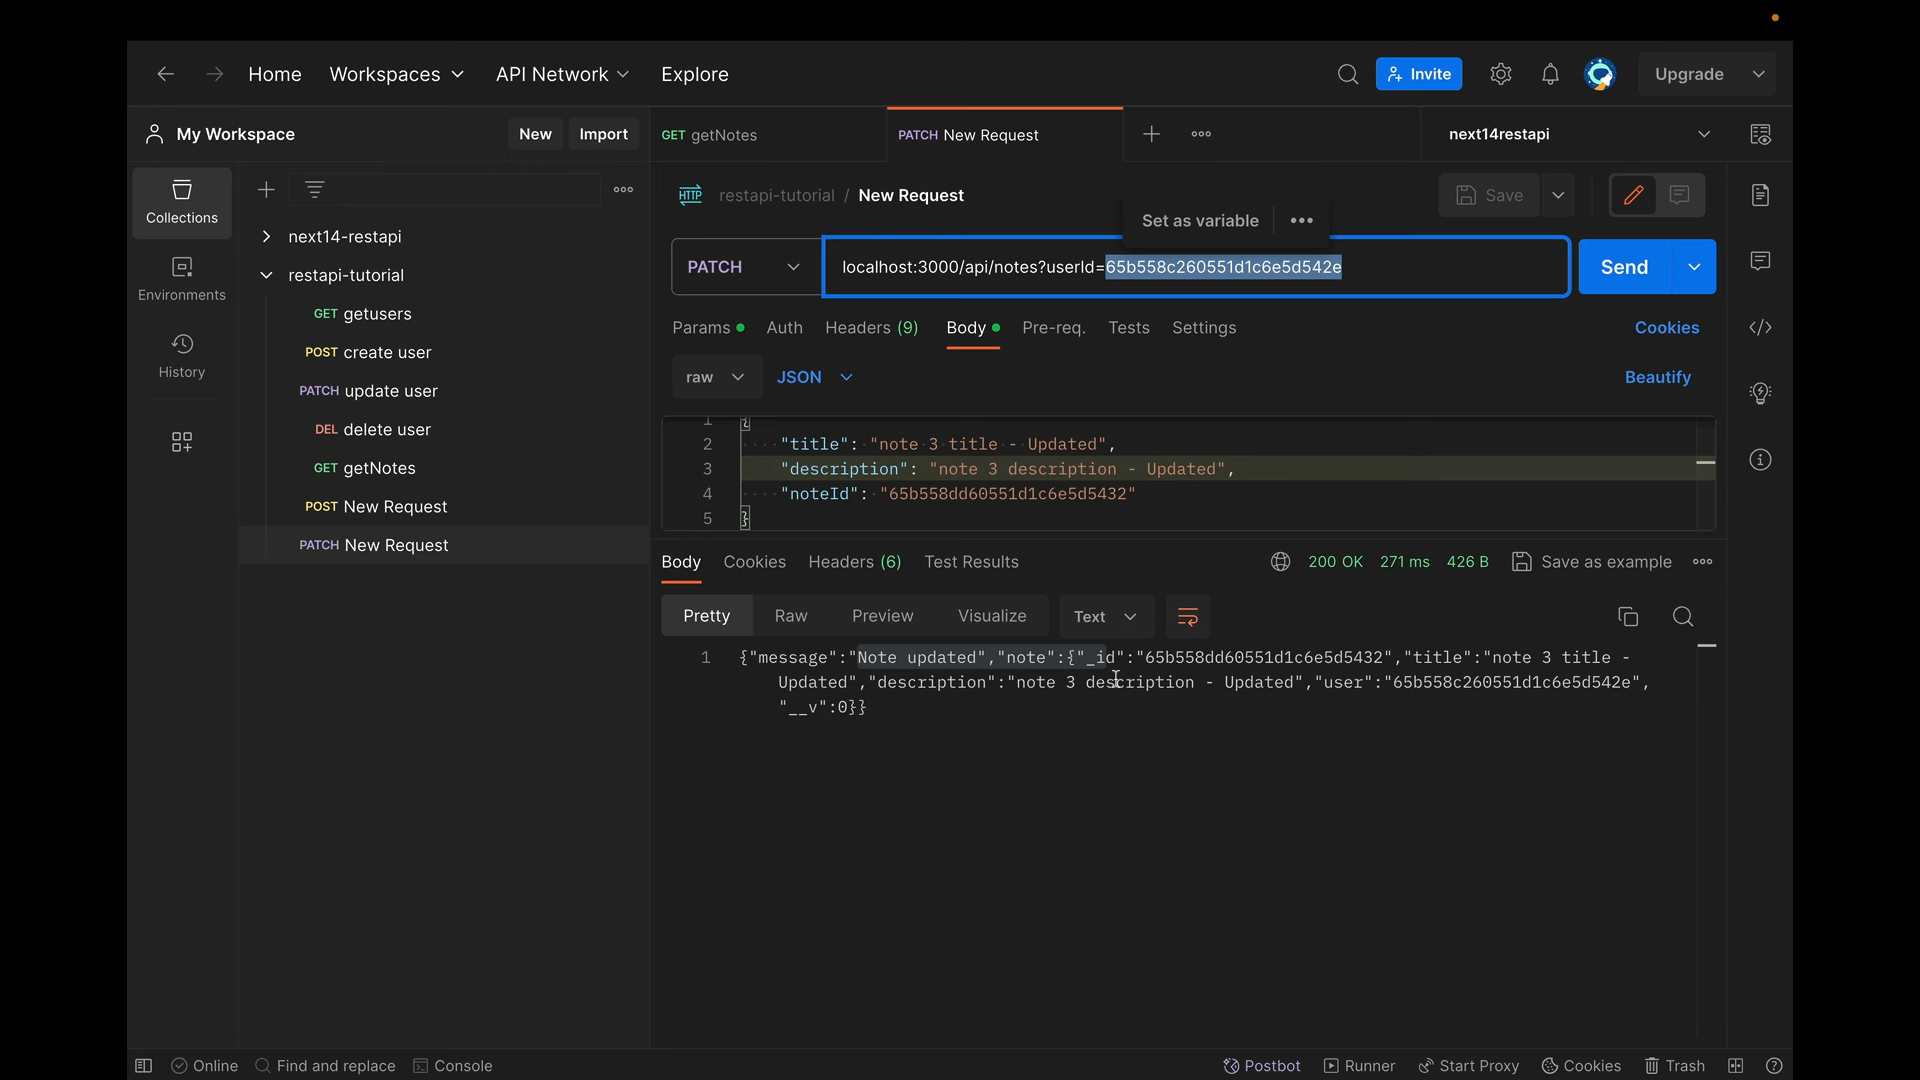 Home Workspaces API Network Explore Invite Upgrade
My Workspace New Import GET getNotes PATCH New Request next14restapi
Collections
Environments
History
next14-restapi
restapi-tutorial
GET getusers
POST create user
PATCH update user
DEL delete user
GET getNotes
POST New Request
PATCH New Request
HTTP restapi-tutorial / New Request Save
Set as variable
PATCH localhost:3000/api/notes?userId=65b558c260551d1c6e5d542e Send
Params Auth Headers (9) Body Pre-req. Tests Settings Cookies
raw JSON Beautify
1 {
2 "title": "note 3 title - Updated",
3 "description": "note 3 description - Updated",
4 "noteId": "65b558dd60551d1c6e5d5432"
5 }
Body Cookies Headers (6) Test Results 200 OK 271 ms 426 B Save as example
Pretty Raw Preview Visualize Text
1 {"message":"Note updated","note":{"_id":"65b558dd60551d1c6e5d5432","title":"note 3 title -
Updated","description":"note 3 description - Updated","user":"65b558c260551d1c6e5d542e",
"__v":0}}
Online Find and replace Console Postbot Runner Start Proxy Cookies Trash